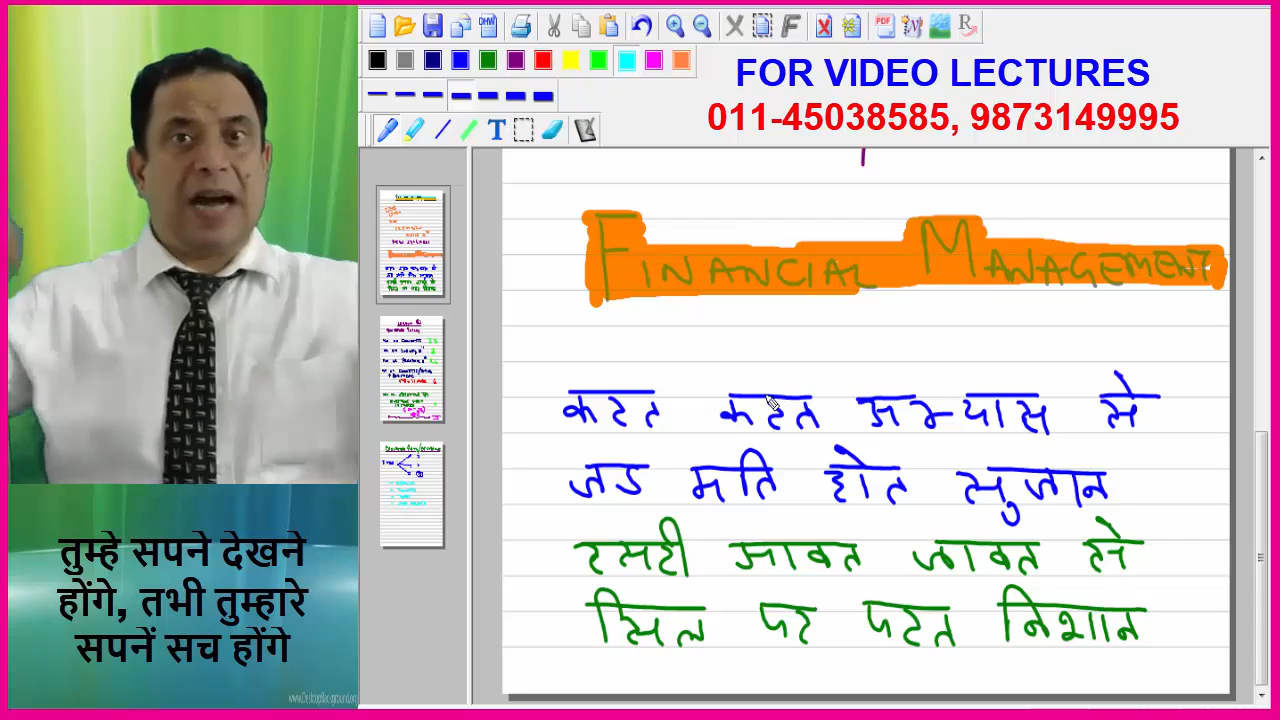 FOR VIDEO LECTURES
011-45038585, 9873149995
FINANCIAL MANAGEMENT
करत करत अभ्यास से
जड मति होत सुजान
रसरी आवत जावत से
सिल पर परत निशान
तुम्हे सपने देखने
होंगे, तभी तुम्हारे
सपनें सच होंगे